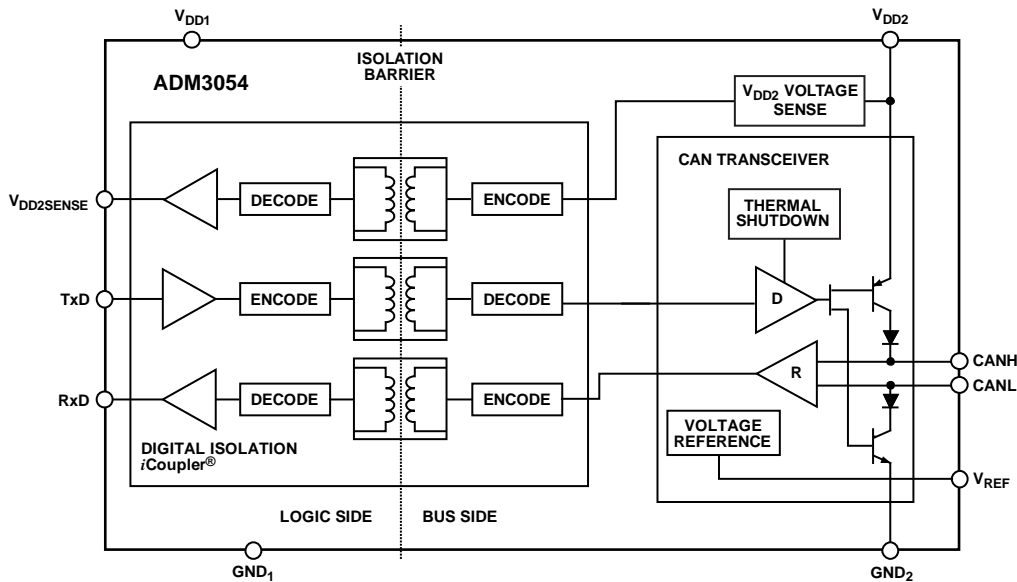 VDD1
VDD2
ADM3054
ISOLATION
BARRIER
VDD2 VOLTAGE
SENSE
CAN TRANSCEIVER
VDD2SENSE
DECODE
ENCODE
THERMAL
SHUTDOWN
TxD
ENCODE
DECODE
D
CANH
CANL
RxD
DECODE
ENCODE
R
VOLTAGE
REFERENCE
DIGITAL ISOLATION
iCoupler®
VREF
LOGIC SIDE
BUS SIDE
GND1
GND2